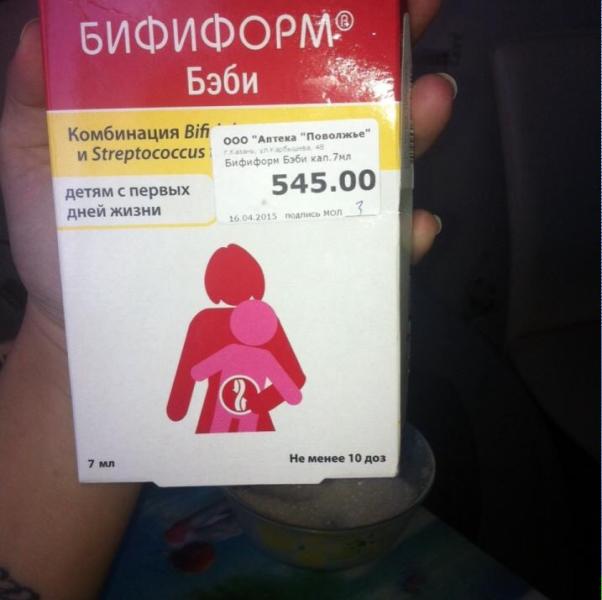 БИФИФОРМ®
Бэби
Комбинация
и Streptococcus
ООО "Аптека "Поволжье"
г.Казань, ул.Карбышева, 48
Бифиформ Бэби кап.7мл
545.00
16.04.2015 подпись МОЛ
детям с первых
дней жизни
7 мл
Не менее 10 доз